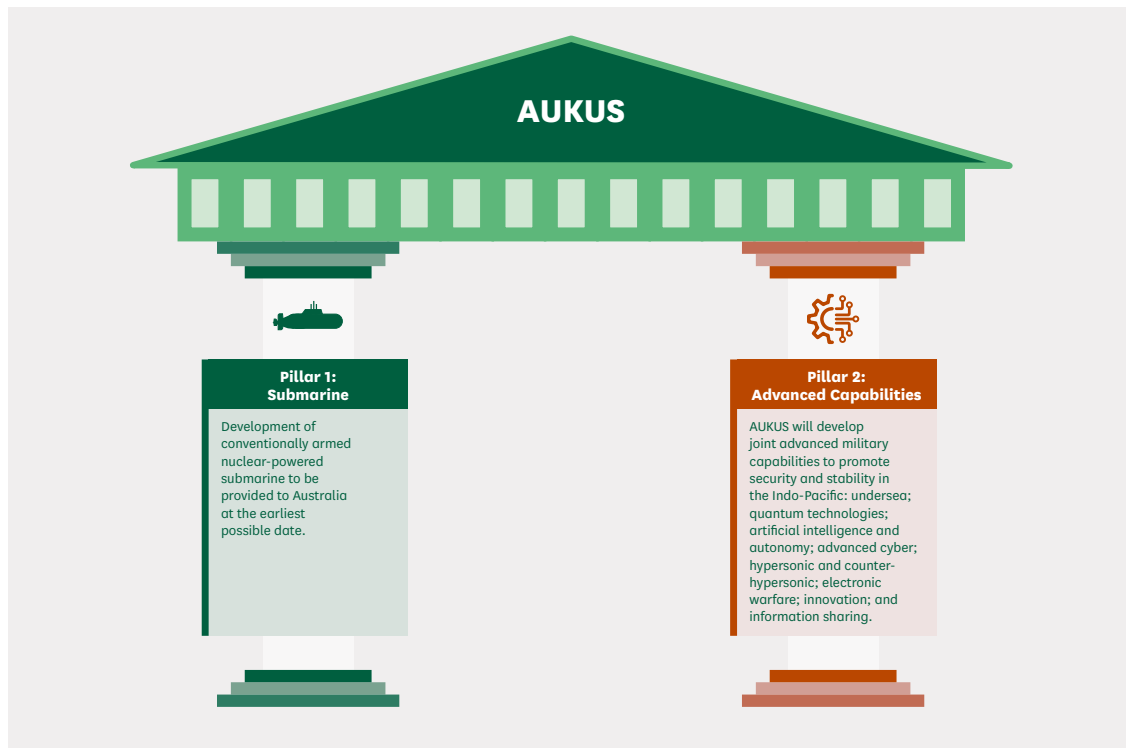 AUKUS
Pillar 1:
Submarine
Development of
conventionally armed
nuclear-powered
submarine to be
provided to Australia
at the earliest
possible date.
Pillar 2:
Advanced Capabilities
AUKUS will develop
joint advanced military
capabilities to promote
security and stability in
the Indo-Pacific: undersea;
quantum technologies;
artificial intelligence and
autonomy; advanced cyber;
hypersonic and counter-
hypersonic; electronic
warfare; innovation; and
information sharing.